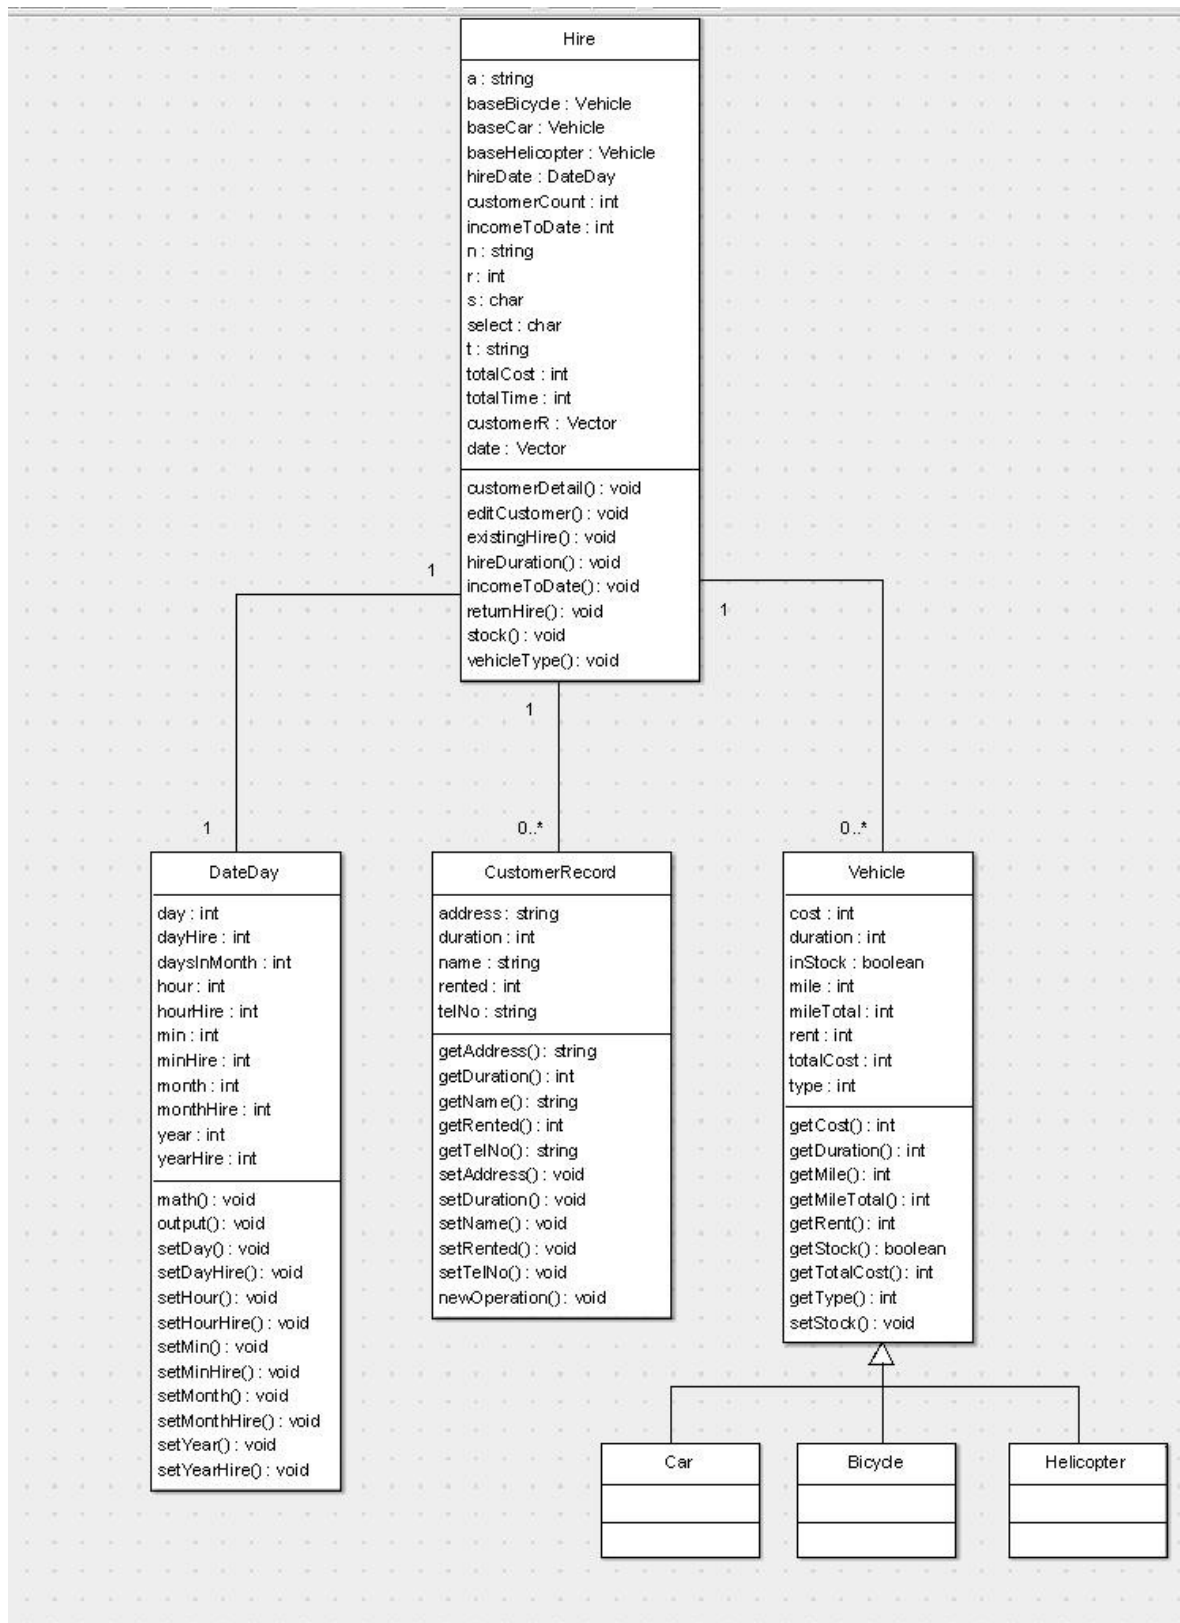 Hire
a : string
baseBicycle : Vehicle
baseCar : Vehicle
baseHelicopter : Vehicle
hireDate : DateDay
customerCount : int
incomeToDate : int
n : string
r : int
s : char
select : char
t : string
totalCost : int
totalTime : int
customerR : Vector
date : Vector
customerDetail() : void
editCustomer() : void
existingHire() : void
hireDuration() : void
incomeToDate() : void
returnHire() : void
stock() : void
vehicleType() : void
1
1
1
1
0..*
0..*
DateDay
day : int
dayHire : int
daysInMonth : int
hour : int
hourHire : int
min : int
minHire : int
month : int
monthHire : int
year : int
yearHire : int
math() : void
output() : void
setDay() : void
setDayHire() : void
setHour() : void
setHourHire() : void
setMin() : void
setMinHire() : void
setMonth() : void
setMonthHire() : void
setYear() : void
setYearHire() : void
CustomerRecord
address : string
duration : int
name : string
rented : int
telNo : string
getAddress() : string
getDuration() : int
getName() : string
getRented() : int
getTelNo() : string
setAddress() : void
setDuration() : void
setName() : void
setRented() : void
setTelNo() : void
newOperation() : void
Vehicle
cost : int
duration : int
inStock : boolean
mile : int
mileTotal : int
rent : int
totalCost : int
type : int
getCost() : int
getDuration() : int
getMile() : int
getMileTotal() : int
getRent() : int
getStock() : boolean
getTotalCost() : int
getType() : int
setStock() : void
Car
Bicycle
Helicopter